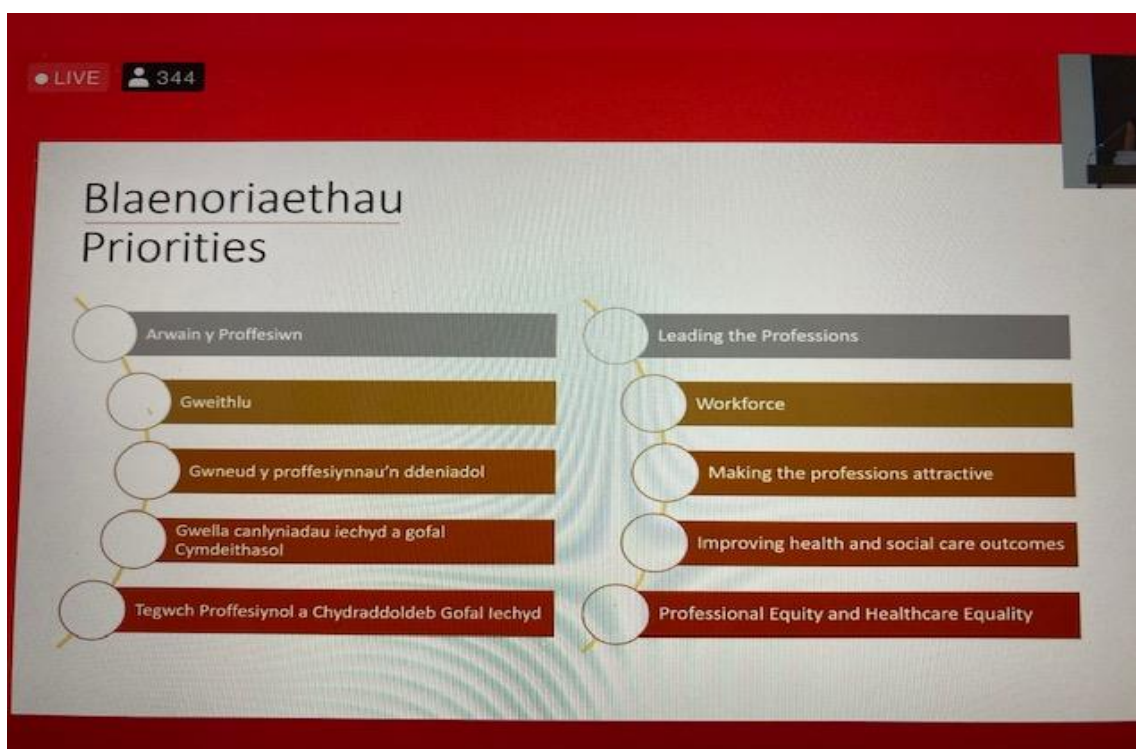 LIVE
344
Blaenoriaethau
Priorities
Arwain y Proffesiwn
Gweithlu
Gwneud y proffesiynnau’n ddeniadol
Gwella canlyniadau iechyd a gofal
Cymdeithasol
Tegwch Proffesiynol a Chydraddoldeb Gofal Iechyd
Leading the Professions
Workforce
Making the professions attractive
Improving health and social care outcomes
Professional Equity and Healthcare Equality